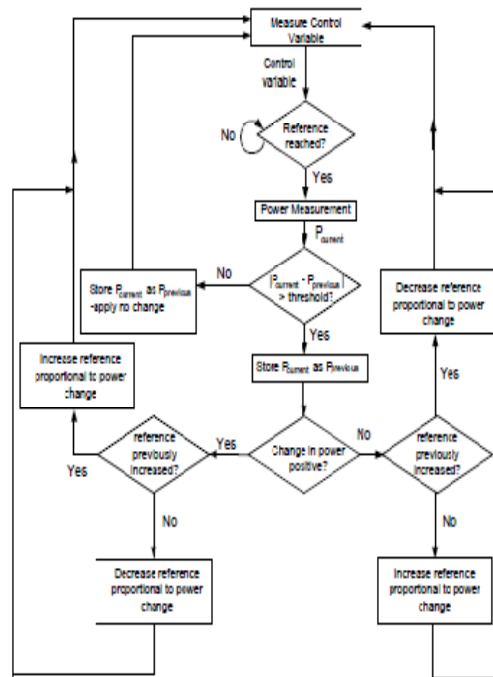 Measure Control
Variable
Control
variable
No
Reference
reached?
Yes
Power Measurement
Pcurrent
|Pcurrent - Pprevious|
> threshold?
No
Store Pcurrent as Pprevious
-apply no change
Yes
Store Pcurrent as Pprevious
Decrease reference
proportional to power
change
Yes
Increase reference
proportional to power
change
Yes
reference
previously
increased?
Yes
Change in power
positive?
No
reference
previously
increased?
No
No
Decrease reference
proportional to power
change
Increase reference
proportional to power
change